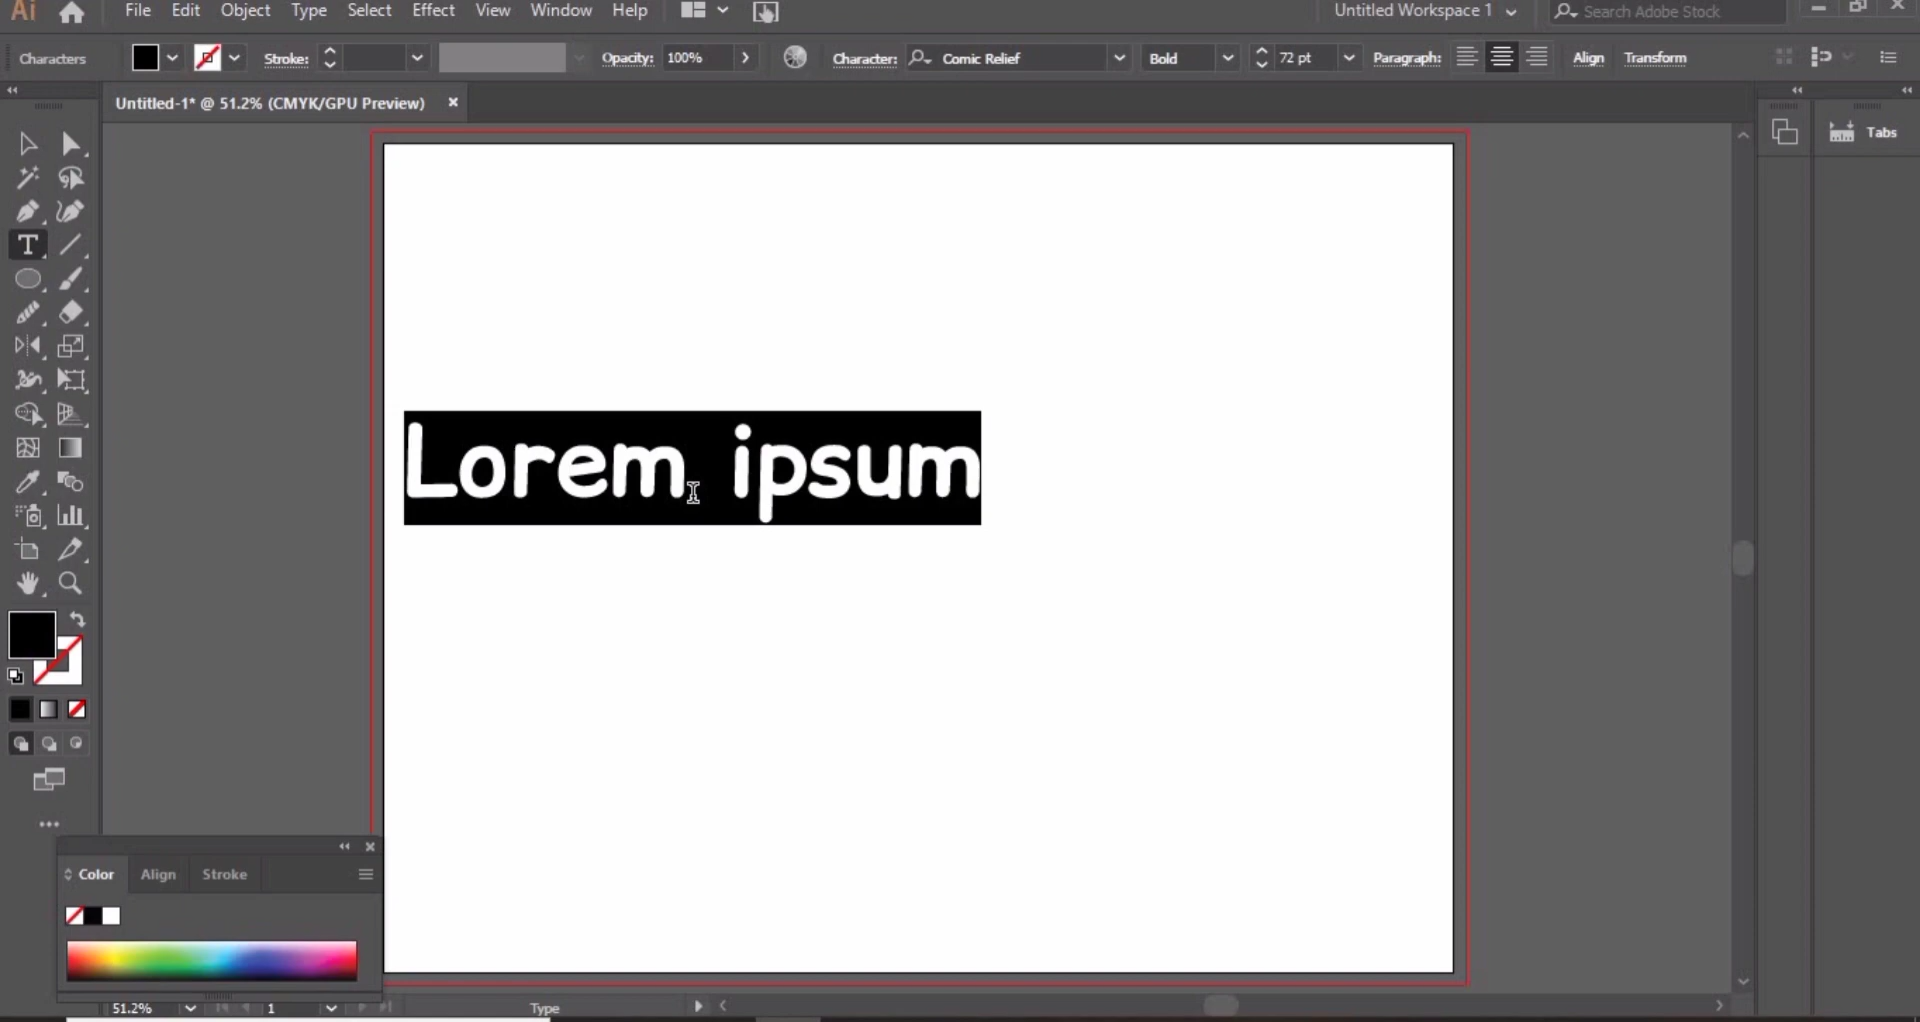 Ai File Edit Object Type Select Effect View Window Help Untitled Workspace 1 Search Adobe Stock
Characters Stroke: Opacity: 100% Character: Comic Relief Bold 72 pt Paragraph: Align Transform
Untitled-1* @ 51.2% (CMYK/GPU Preview)
Tabs
Lorem ipsum
Color Align Stroke
51.2% 1 Type